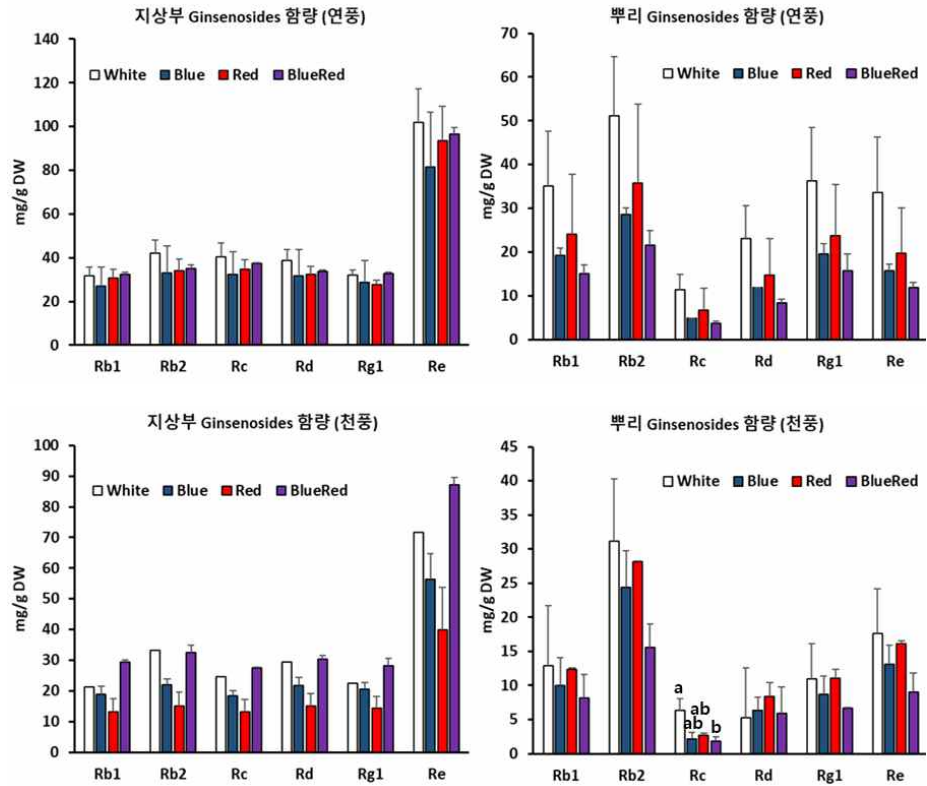 지상부 Ginsenosides 함량 (연풍)
140
120
100
80
60
40
20
0
mg/g DW
White Blue Red BlueRed
Rb1 Rb2 Rc Rd Rg1 Re
뿌리 Ginsenosides 함량 (연풍)
70
60
50
40
30
20
10
0
mg/g DW
White Blue Red BlueRed
Rb1 Rb2 Rc Rd Rg1 Re
지상부 Ginsenosides 함량 (천풍)
100
90
80
70
60
50
40
30
20
10
0
mg/g DW
White Blue Red BlueRed
Rb1 Rb2 Rc Rd Rg1 Re
뿌리 Ginsenosides 함량 (천풍)
45
40
35
30
25
20
15
10
5
0
mg/g DW
White Blue Red BlueRed
a
ab
ab b
Rb1 Rb2 Rc Rd Rg1 Re